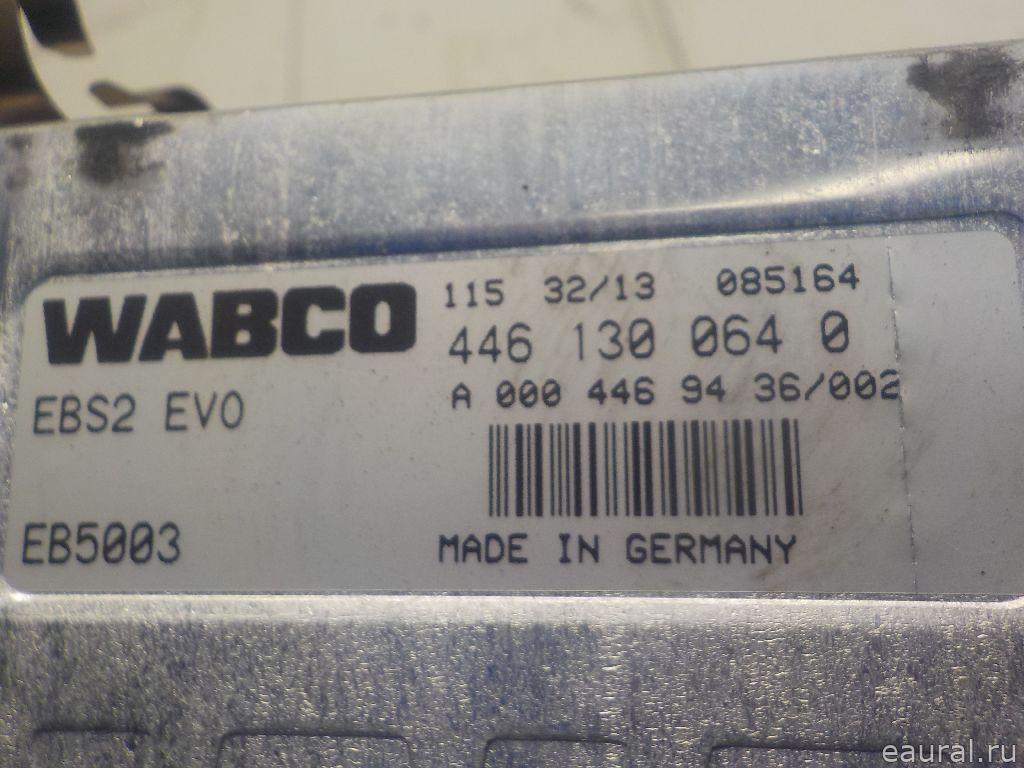 WABCO
115 32/13 085164
446 130 064 0
A 000 446 94 36/002
EBS2 EVO
EB5003
MADE IN GERMANY
eaural.ru